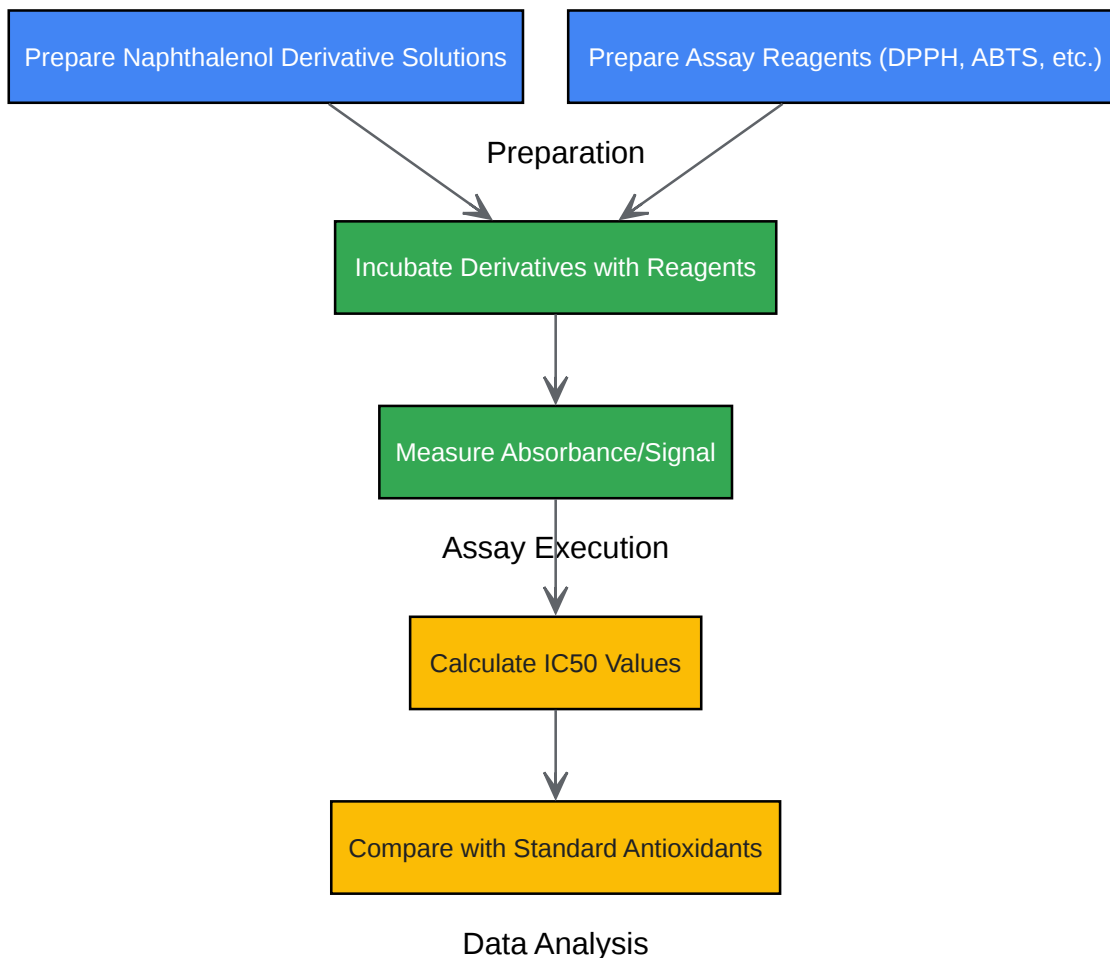 Prepare Naphthalenol Derivative Solutions
Prepare Assay Reagents (DPPH, ABTS, etc.)
Preparation
Incubate Derivatives with Reagents
Measure Absorbance/Signal
Assay Execution
Calculate IC50 Values
Compare with Standard Antioxidants
Data Analysis